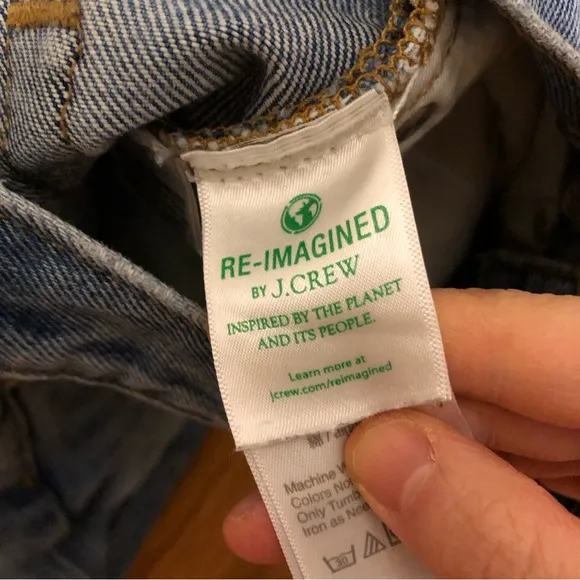 RE-IMAGINED
BY J.CREW
INSPIRED BY THE PLANET
AND ITS PEOPLE.
Learn more at
jcrew.com/reimagined
Machine
Colors
Only
Iron as
30